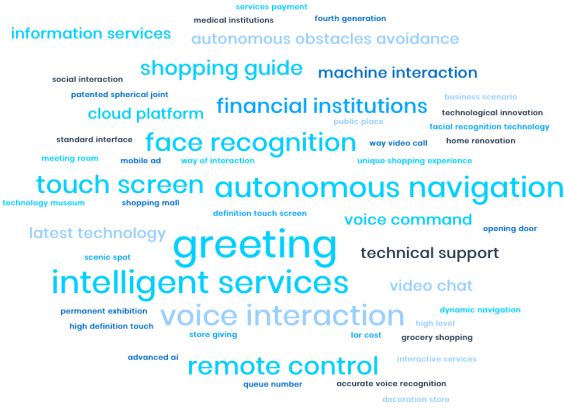 services payment
medical institutions
fourth generation
information services
autonomous obstacles avoidance
shopping guide
machine interaction
social interaction
patented spherical joint
cloud platform
financial institutions
business scenario
technological innovation
public place
facial recognition technology
standard interface
face recognition
way video call
home renovation
meeting room
mobile ad
way of interaction
unique shopping experience
touch screen
autonomous navigation
technology museum
shopping mall
definition touch screen
voice command
opening door
latest technology
greeting
technical support
scenic spot
intelligent services
video chat
permanent exhibition
voice interaction
dynamic navigation
high definition touch
high level
store giving
lar cost
grocery shopping
advanced ai
remote control
interactive services
queue number
accurate voice recognition
decoration store